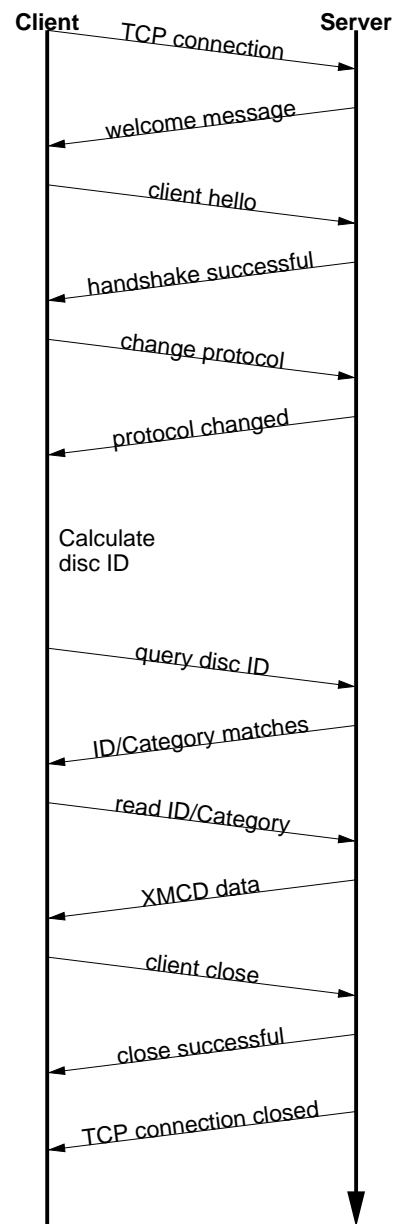 Client
Server
TCP connection
welcome message
client hello
handshake successful
change protocol
protocol changed
Calculate
disc ID
query disc ID
ID/Category matches
read ID/Category
XMCD data
client close
close successful
TCP connection closed